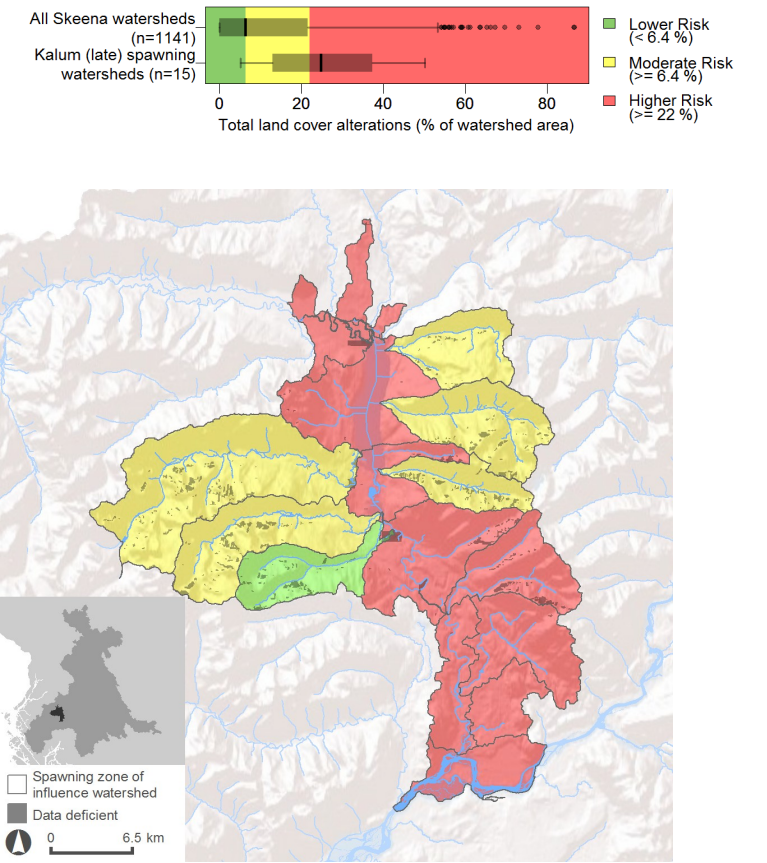 All Skeena watersheds
(n=1141)
Kalum (late) spawning
watersheds (n=15)
0 20 40 60 80
Total land cover alterations (% of watershed area)
Lower Risk
(< 6.4 %)
Moderate Risk
(>= 6.4 %)
Higher Risk
(>= 22 %)
Spawning zone of
influence watershed
Data deficient
0 6.5 km